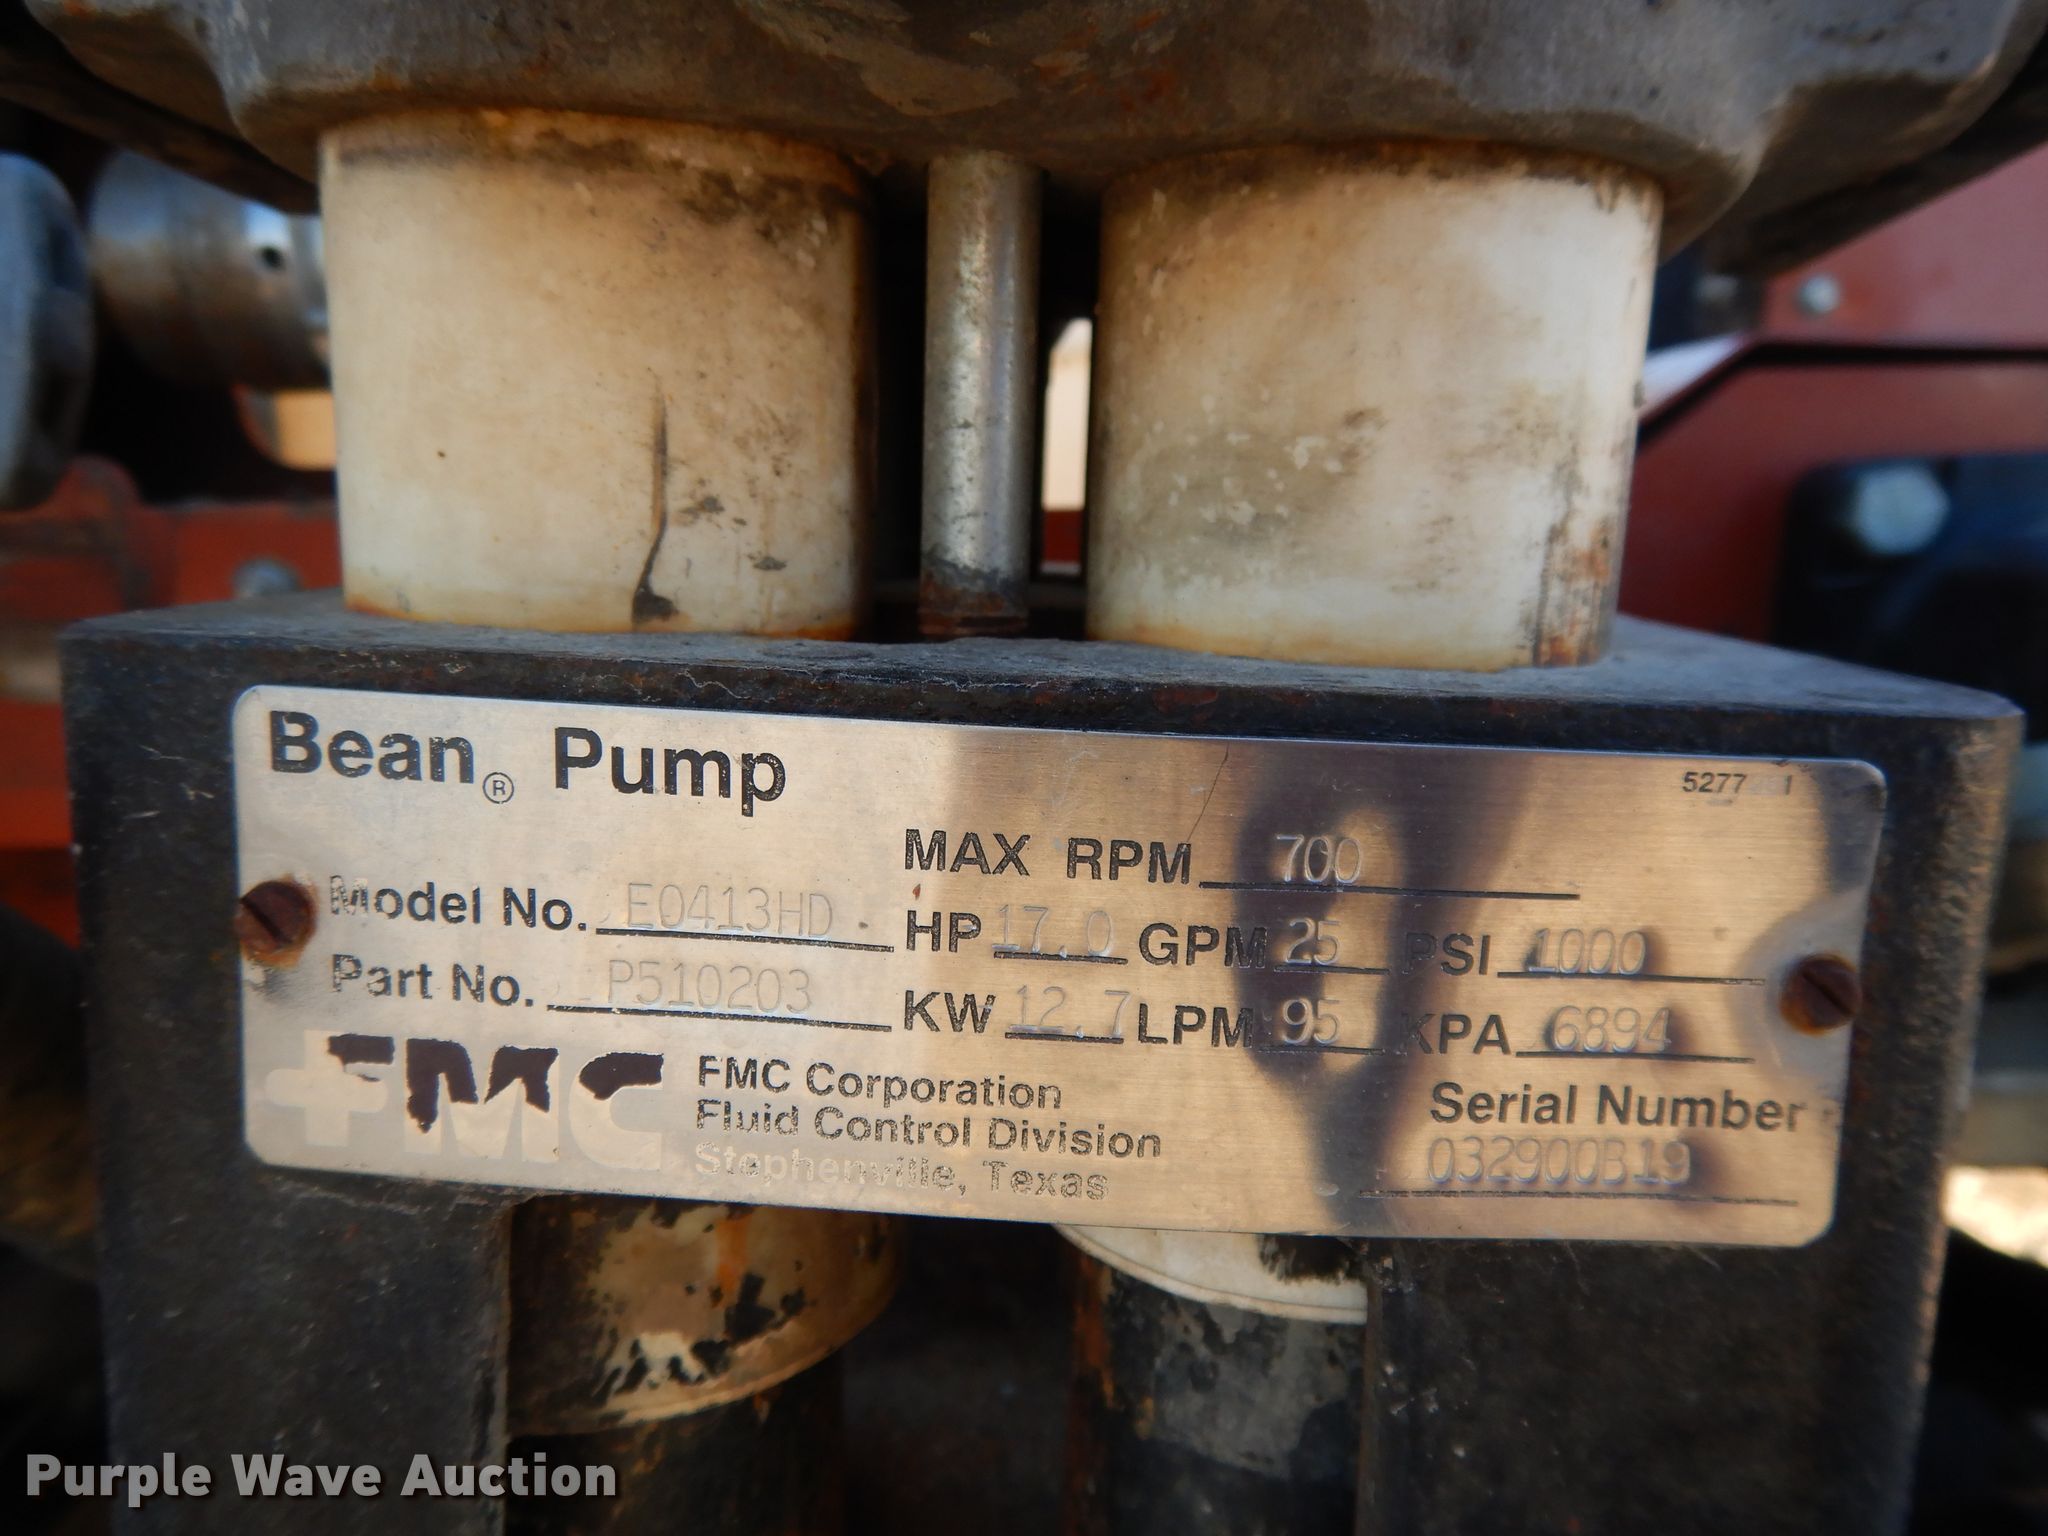 Bean® Pump
MAX RPM 700
Model No. E0413HD HP 17.0 GPM 25 PSI 1000
Part No. P510203 KW 12.7 LPM 95 KPA 6894
FMC
FMC Corporation
Fluid Control Division
Stephenville, Texas
Serial Number
032900B19
Purple Wave Auction